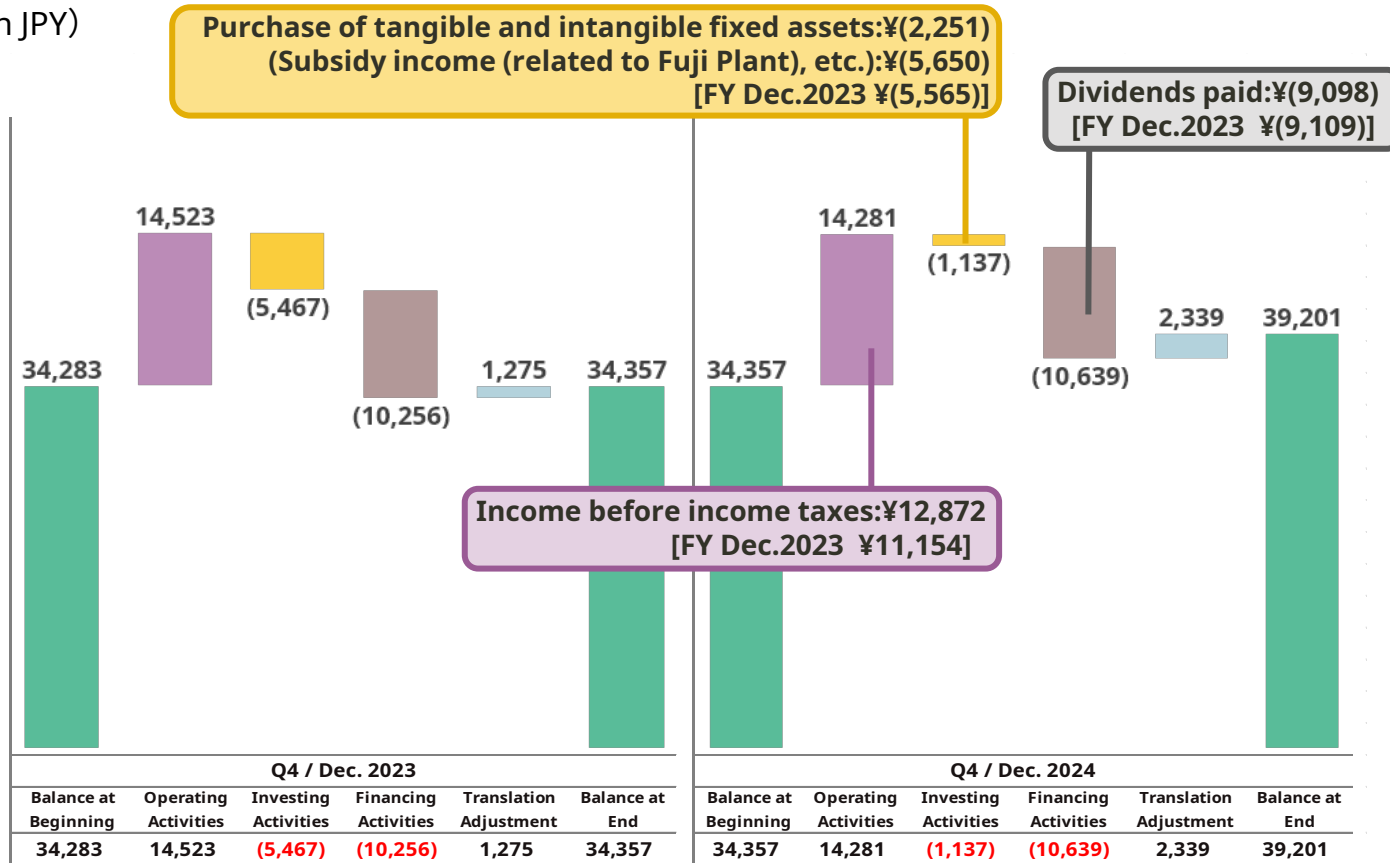 n JPY）
Purchase of tangible and intangible fixed assets:¥(2,251)
(Subsidy income (related to Fuji Plant), etc.):¥(5,650)
[FY Dec.2023 ¥(5,565)]
Dividends paid:¥(9,098)
[FY Dec.2023 ¥(9,109)]
14,523
(5,467)
34,283
(10,256)
1,275
34,357
14,281
(1,137)
34,357
(10,639)
2,339
39,201
Income before income taxes:¥12,872
[FY Dec.2023 ¥11,154]
Q4 / Dec. 2023
Balance at Beginning Operating Activities Investing Activities Financing Activities Translation Adjustment Balance at End
34,283 14,523 (5,467) (10,256) 1,275 34,357
Q4 / Dec. 2024
Balance at Beginning Operating Activities Investing Activities Financing Activities Translation Adjustment Balance at End
34,357 14,281 (1,137) (10,639) 2,339 39,201